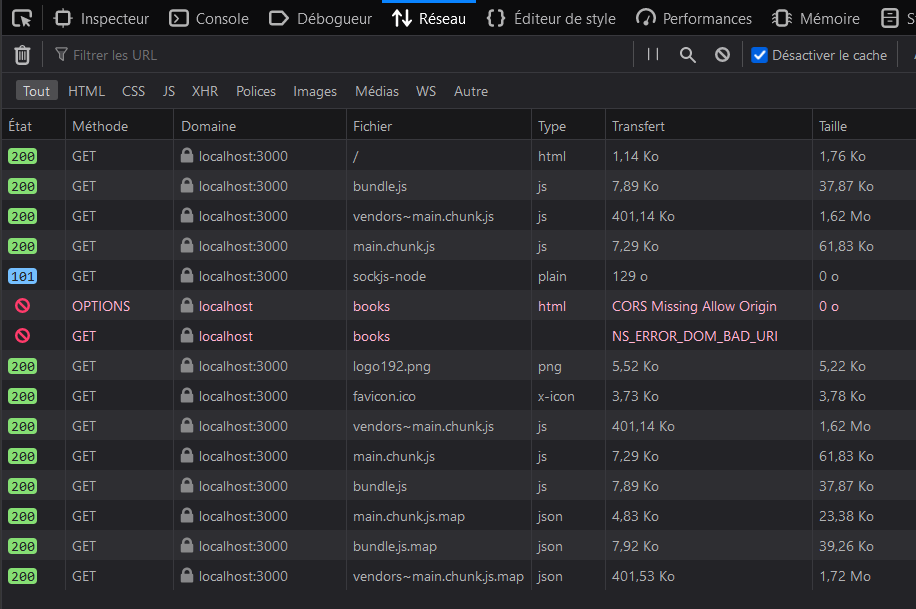 Inspecteur Console Débogueur Réseau Éditeur de style Performances Mémoire S
Filtrer les URL Désactiver le cache
Tout HTML CSS JS XHR Polices Images Médias WS Autre
État Méthode Domaine Fichier Type Transfert Taille
200 GET localhost:3000 / html 1,14 Ko 1,76 Ko
200 GET localhost:3000 bundle.js js 7,89 Ko 37,87 Ko
200 GET localhost:3000 vendors~main.chunk.js js 401,14 Ko 1,62 Mo
200 GET localhost:3000 main.chunk.js js 7,29 Ko 61,83 Ko
101 GET localhost:3000 sockjs-node plain 129 o 0 o
OPTIONS localhost books html CORS Missing Allow Origin 0 o
GET localhost books NS_ERROR_DOM_BAD_URI
200 GET localhost:3000 logo192.png png 5,52 Ko 5,22 Ko
200 GET localhost:3000 favicon.ico x-icon 3,73 Ko 3,78 Ko
200 GET localhost:3000 vendors~main.chunk.js js 401,14 Ko 1,62 Mo
200 GET localhost:3000 main.chunk.js js 7,29 Ko 61,83 Ko
200 GET localhost:3000 bundle.js js 7,89 Ko 37,87 Ko
200 GET localhost:3000 main.chunk.js.map json 4,83 Ko 23,38 Ko
200 GET localhost:3000 bundle.js.map json 7,92 Ko 39,26 Ko
200 GET localhost:3000 vendors~main.chunk.js.map json 401,53 Ko 1,72 Mo